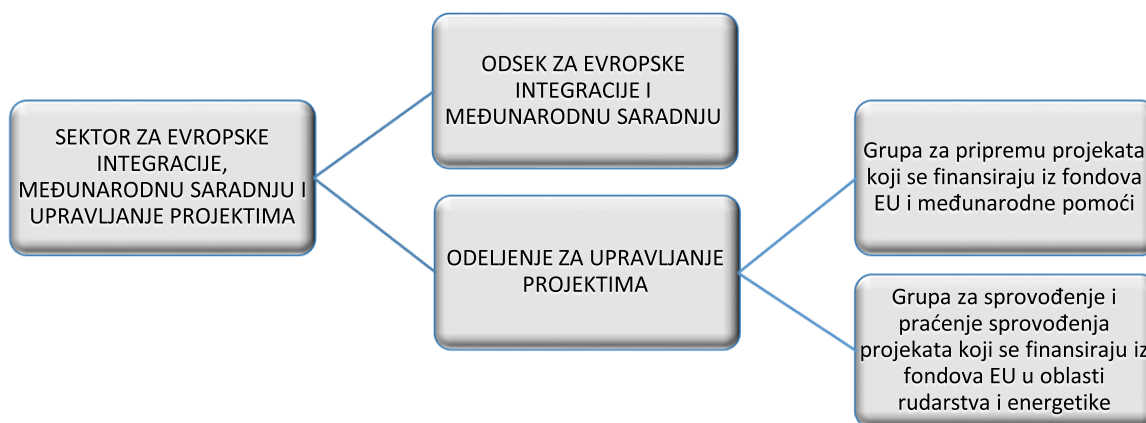 SEKTOR ZA EVROPSKE
INTEGRACIJE,
MEĐUNARODNU SARADNJU I
UPRAVLJANJE PROJEKTIMA
ODSEK ZA EVROPSKE
INTEGRACIJE I
MEĐUNARODNU SARADNJU
ODELJENJE ZA UPRAVLJANJE
PROJEKTIMA
Grupa za pripremu projekata
koji se finansiraju iz fondova
EU i međunarodne pomoći
Grupa za sprovođenje i
praćenje sprovođenja
projekata koji se finansiraju iz
fondova EU u oblasti
rudarstva i energetike